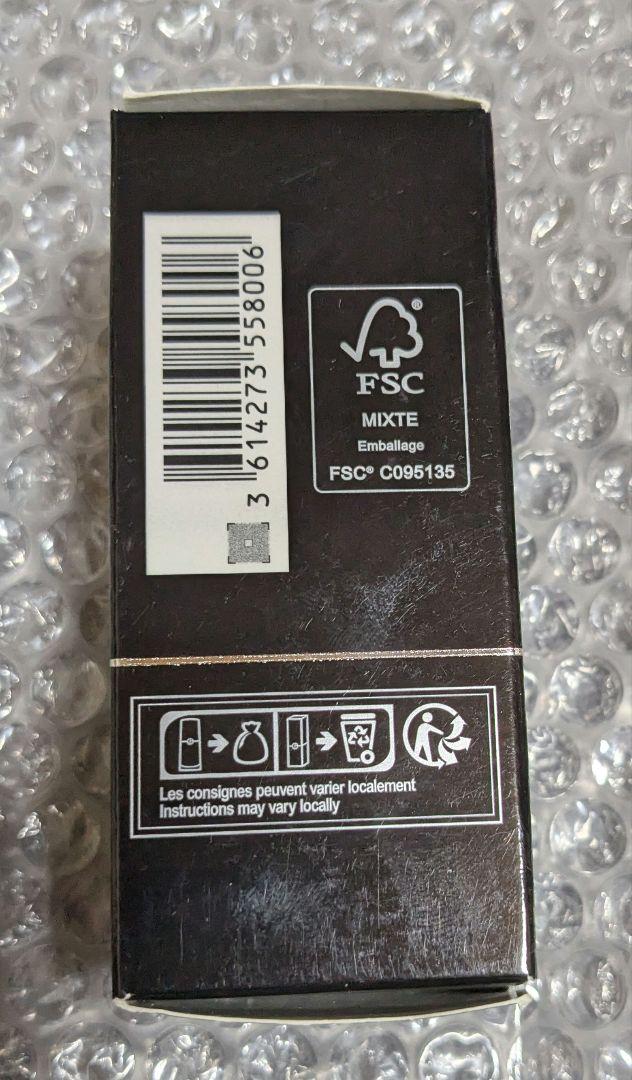 3 614273 558006
®
FSC
MIXTE
Emballage
FSC® C095135
Les consignes peuvent varier localement
Instructions may vary locally